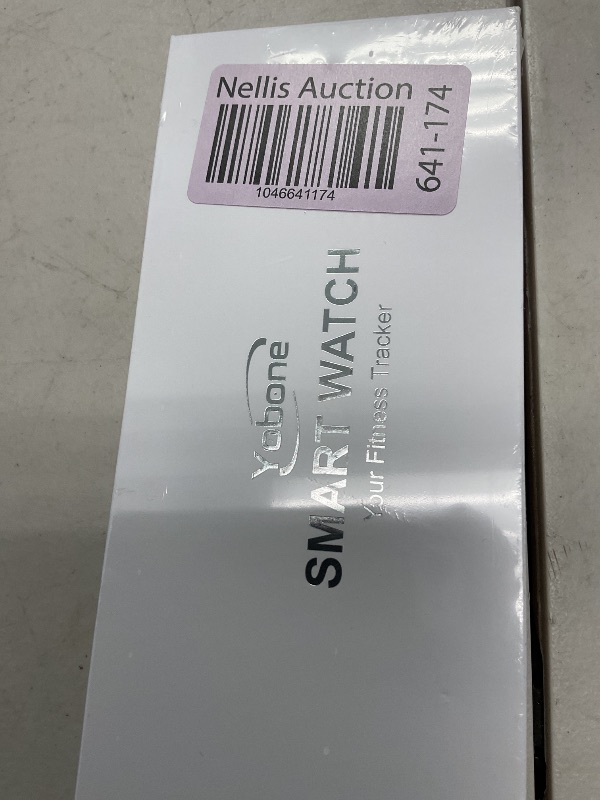 Nellis Auction
641-174
1046641174
Yobone
SMART WATCH
Your Fitness Tracker